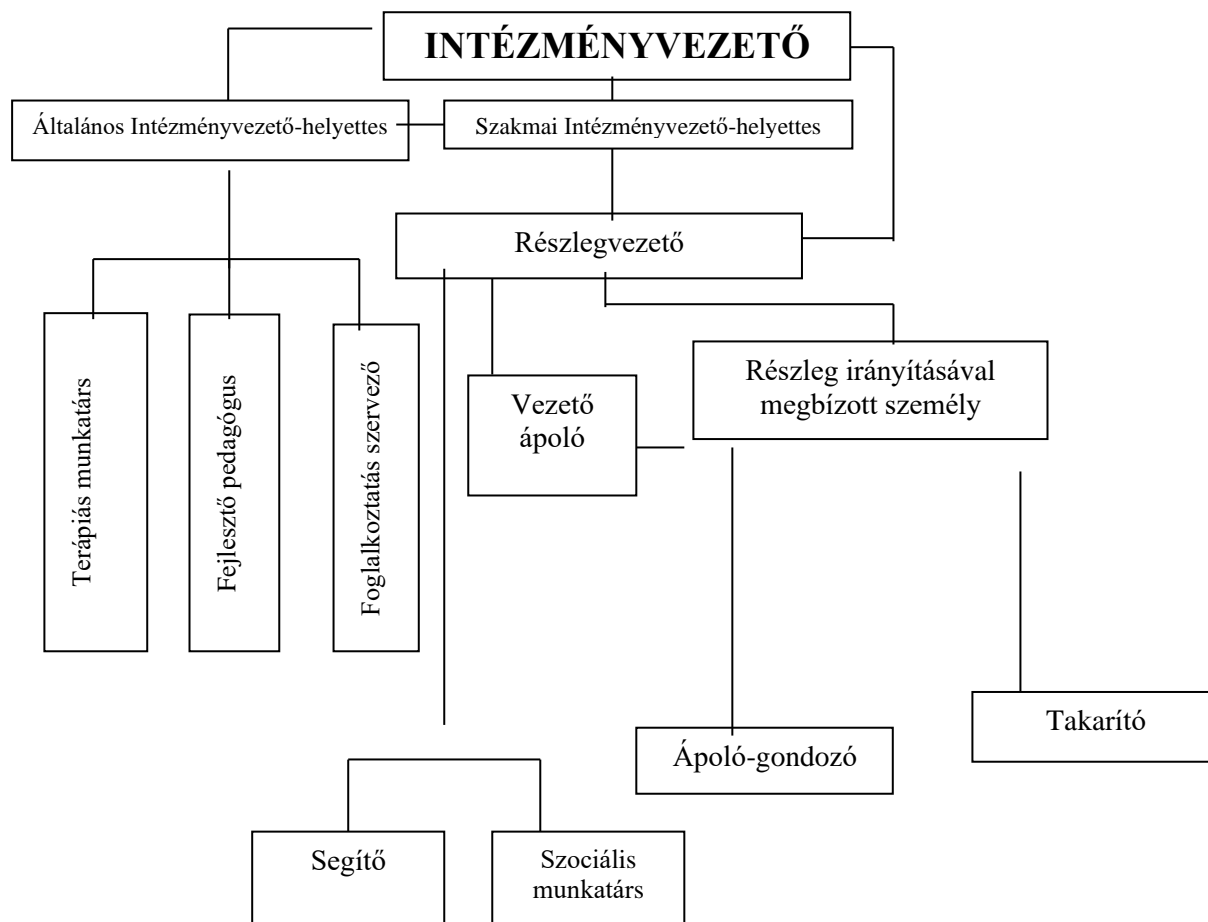 INTÉZMÉNYVEZETŐ
Általános Intézményvezető-helyettes
Szakmai Intézményvezető-helyettes
Részlegvezető
Terápiás munkatárs
Fejlesztő pedagógus
Foglalkoztatás szervező
Vezető
ápoló
Részleg irányításával
megbízott személy
Takarító
Ápoló-gondozó
Segítő
Szociális
munkatárs